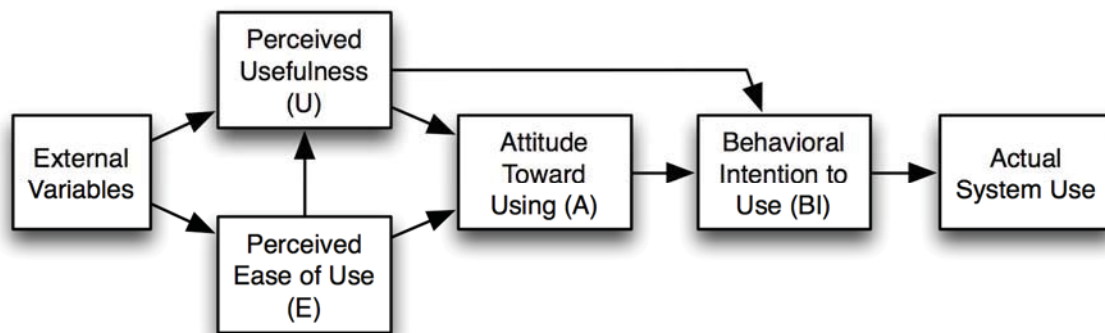 External
Variables
Perceived
Usefulness
(U)
Perceived
Ease of Use
(E)
Attitude
Toward
Using (A)
Behavioral
Intention to
Use (BI)
Actual
System Use